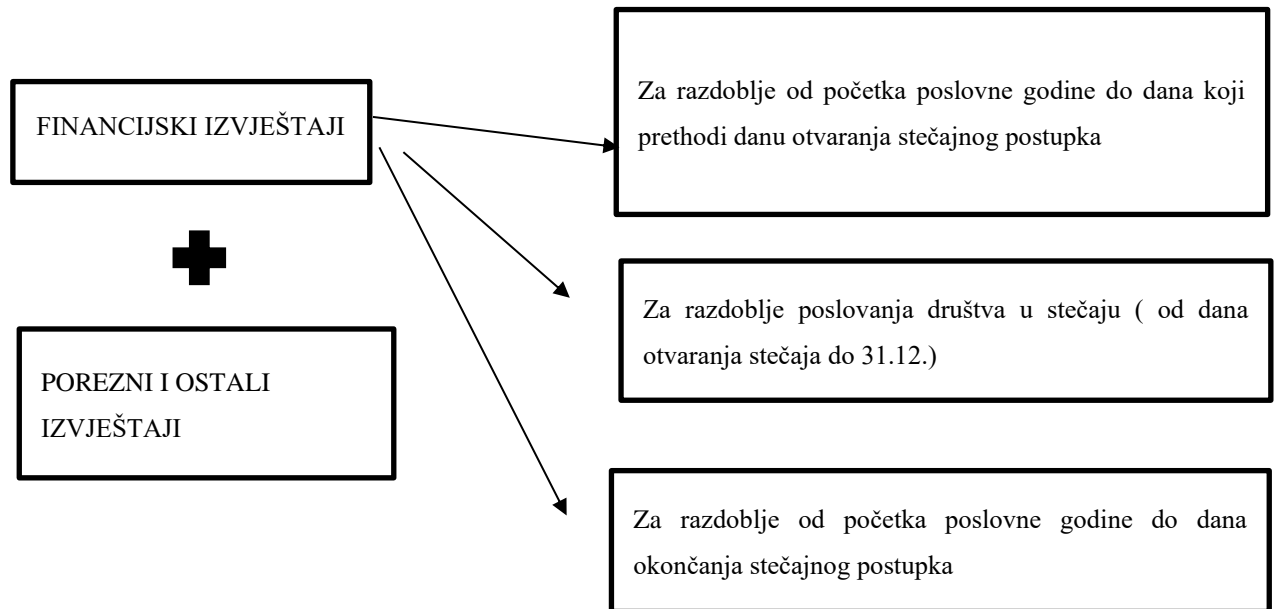 FINANCIJSKI IZVJEŠTAJI
POREZNI I OSTALI
IZVJEŠTAJI
Za razdoblje od početka poslovne godine do dana koji
prethodi danu otvaranja stečajnog postupka
Za razdoblje poslovanja društva u stečaju ( od dana
otvaranja stečaja do 31.12.)
Za razdoblje od početka poslovne godine do dana
okončanja stečajnog postupka